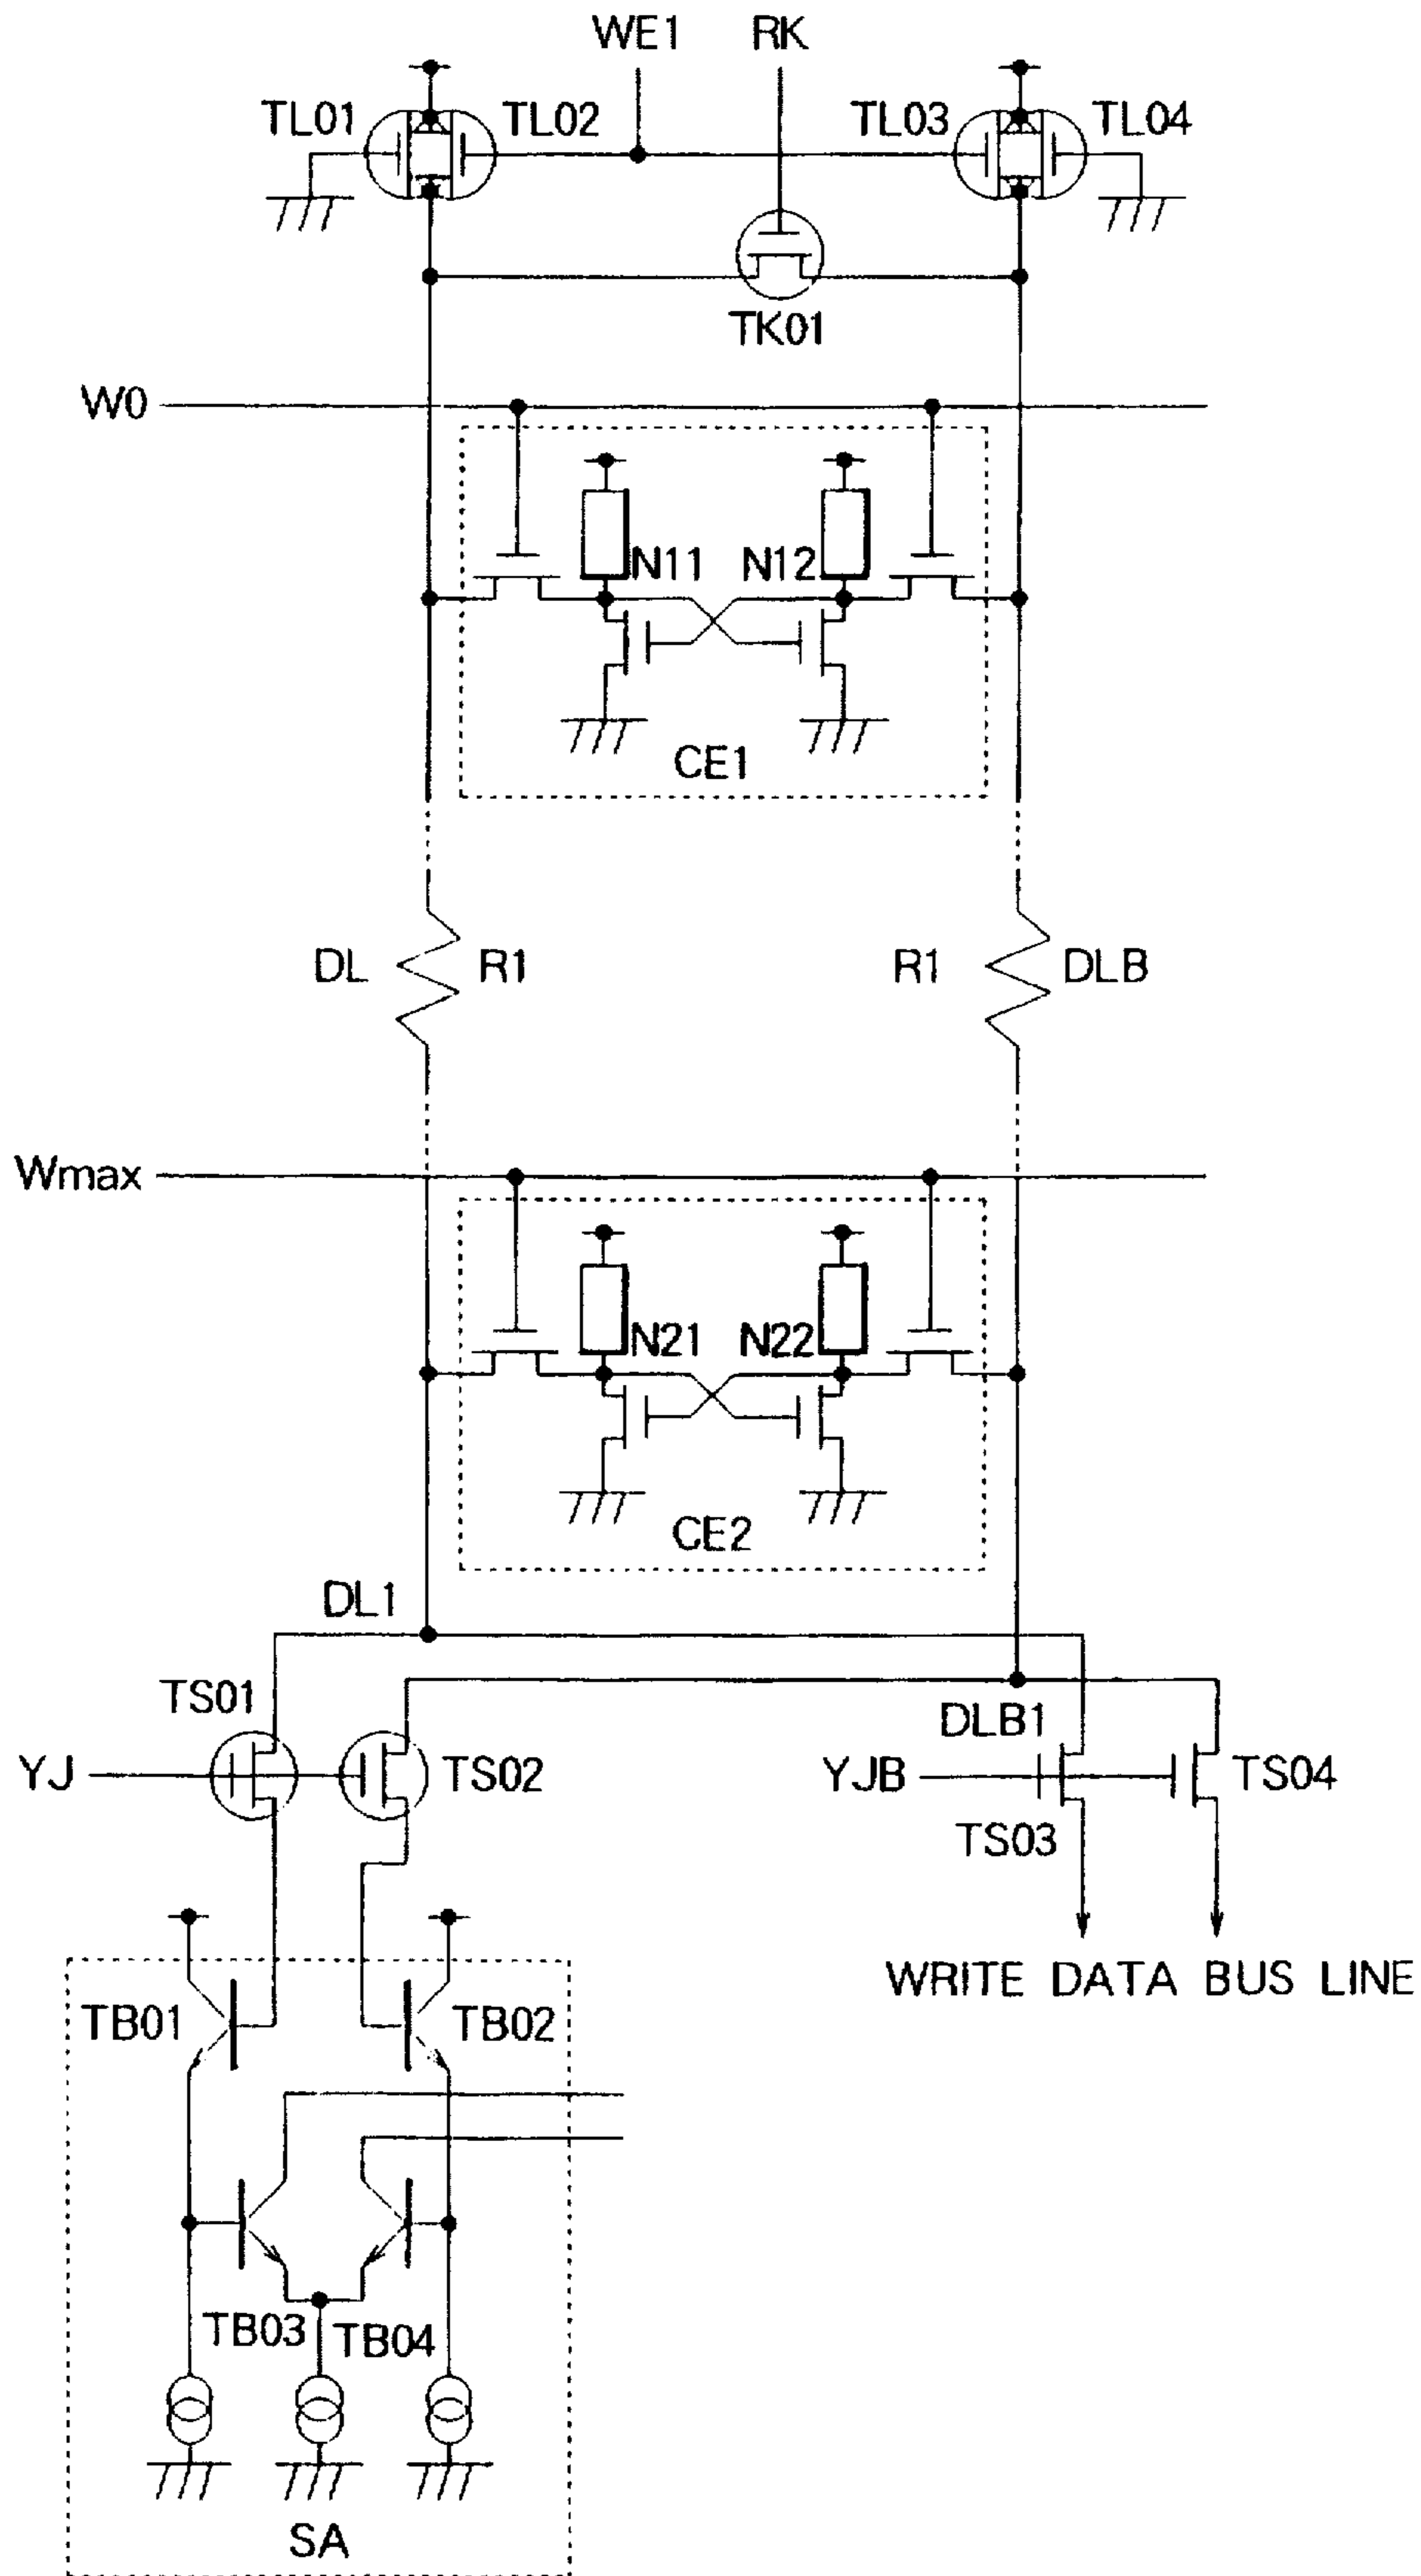 WE1 RK
TL01 TL02 TL03 TL04
TK01
W0
N11 N12
CE1
DL R1 R1 DLB
Wmax
N21 N22
CE2
DL1
TS01 DLB1
YJ TS02 YJB TS04
TS03
WRITE DATA BUS LINE
TB01 TB02
TB03 TB04
SA